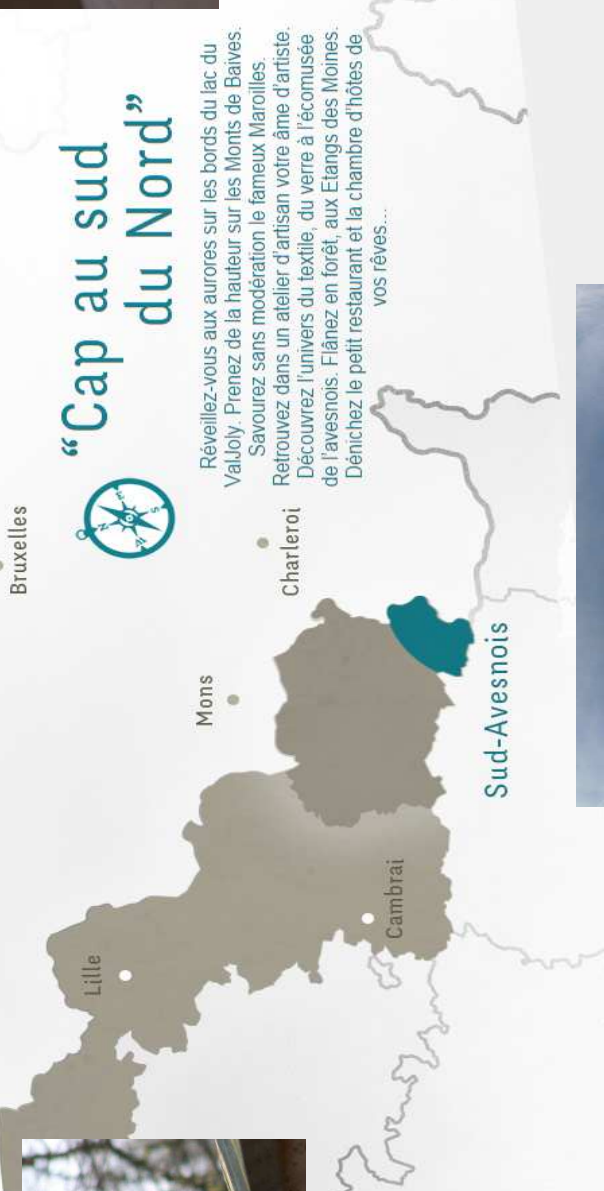 Bruxelles
“Cap au sud
du Nord”
Réveillez-vous aux aurores sur les bords du lac du
ValJoly. Prenez de la hauteur sur les Monts de Baives.
Savourez sans modération le fameux Maroilles.
Retrouvez dans un atelier d'artisan votre âme d'artiste.
Découvrez l'univers du textile, du verre à l'écomusée
de l'avesnois. Flânez en forêt, aux Etangs des Moines.
Dénichez le petit restaurant et la chambre d'hôtes de
vos rêves...
N
S
Mons
Charleroi
Lille
Cambrai
Sud-Avesnois